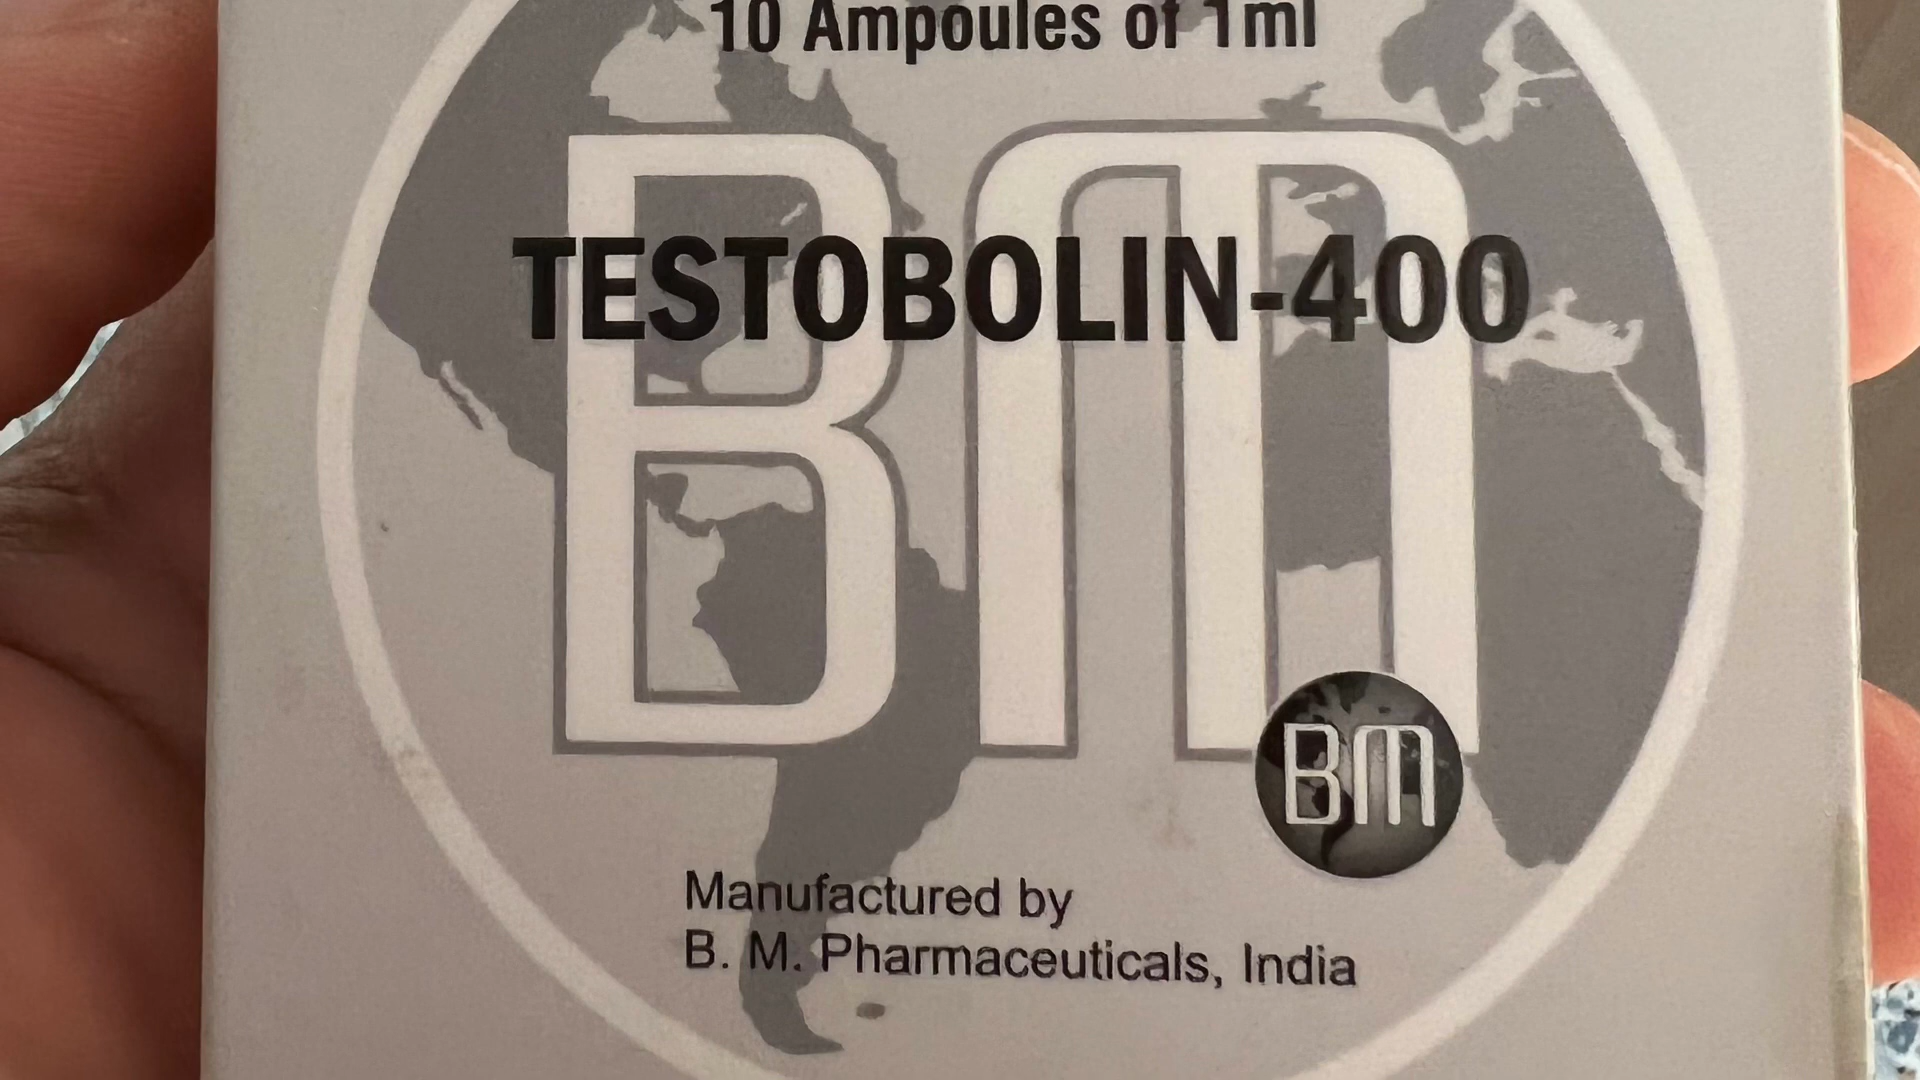 10 Ampoules of 1ml
BM
TESTOBOLIN-400
BM
Manufactured by
B. M. Pharmaceuticals, India